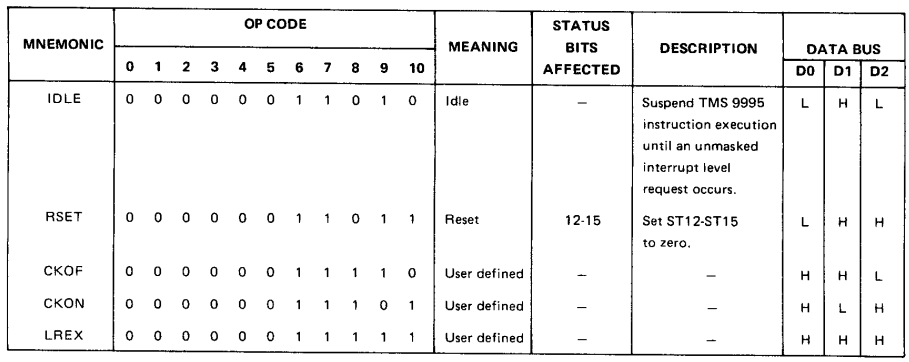 MNEMONIC OP CODE MEANING STATUS BITS AFFECTED DESCRIPTION DATA BUS
0 1 2 3 4 5 6 7 8 9 10 D0 D1 D2
IDLE 0 0 0 0 0 0 1 1 0 1 0 Idle — Suspend TMS 9995 L H L
instruction execution
until an unmasked
interrupt level
request occurs.
RSET 0 0 0 0 0 0 1 1 0 1 1 Reset 12-15 Set ST12-ST15 L H H
to zero.
CKOF 0 0 0 0 0 0 1 1 1 1 0 User defined — — H H L
CKON 0 0 0 0 0 0 1 1 1 0 1 User defined — — H L H
LREX 0 0 0 0 0 0 1 1 1 1 1 User defined — — H H H